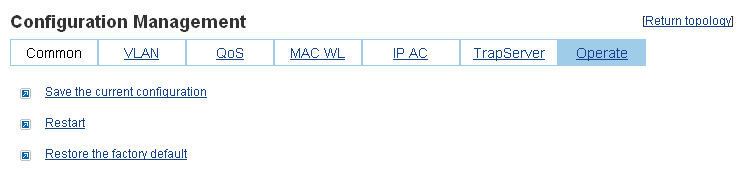 Configuration Management [Return topology]
Common VLAN QoS MAC WL IP AC TrapServer Operate
Save the current configuration
Restart
Restore the factory default